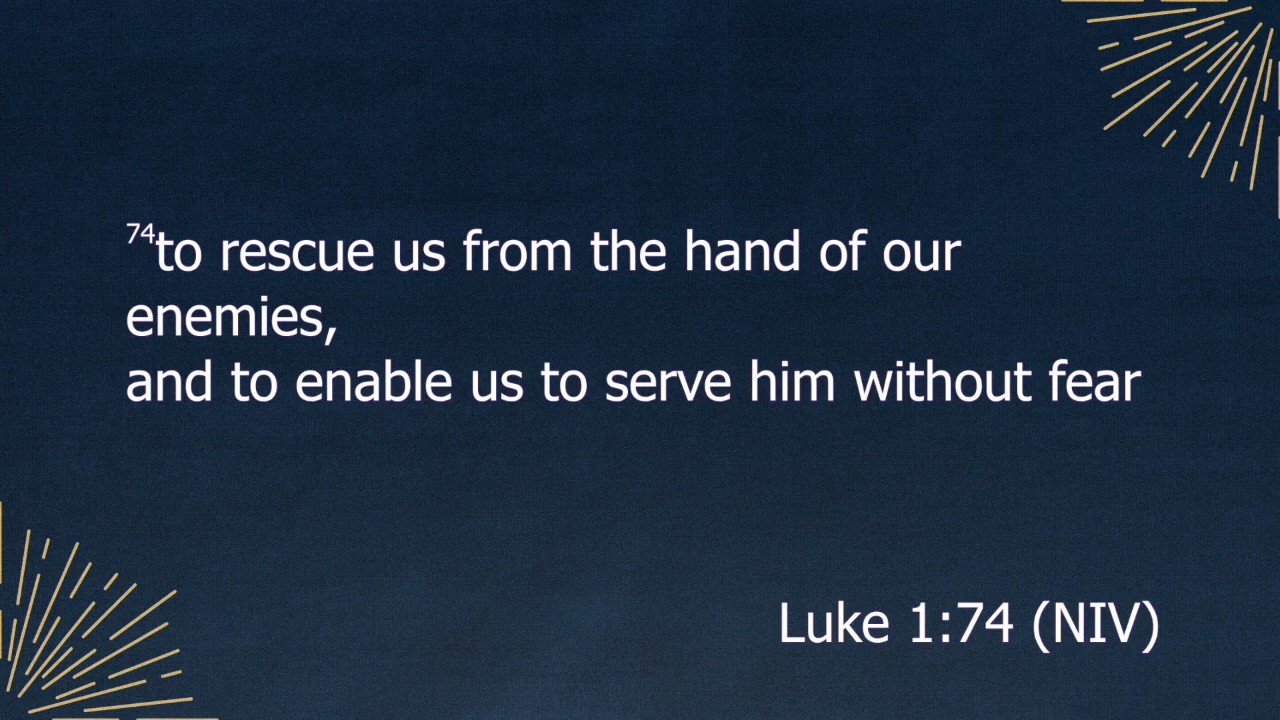 74to rescue us from the hand of our
enemies,
and to enable us to serve him without fear
Luke 1:74 (NIV)